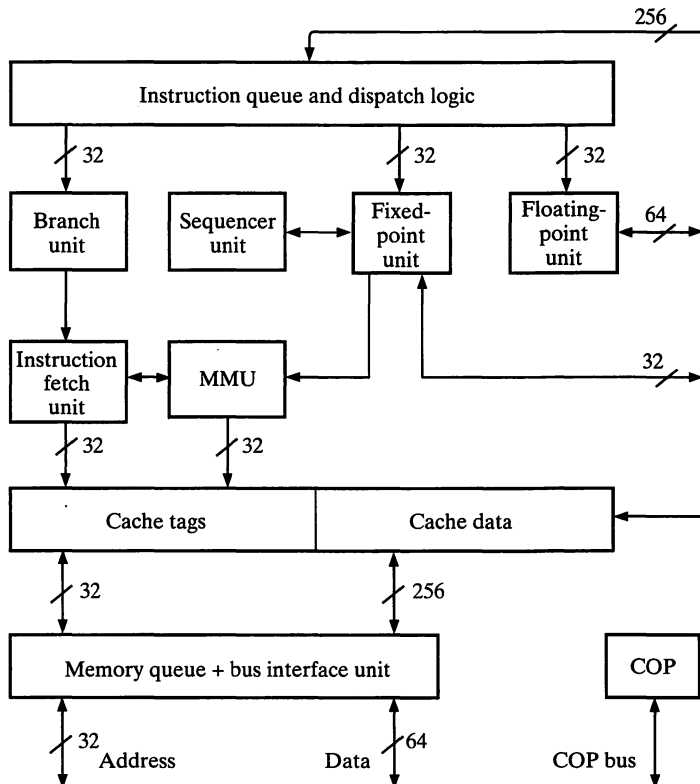 256
Instruction queue and dispatch logic
32
32
32
Branch
unit
Sequencer
unit
Fixed-
point
unit
Floating-
point
unit
64
Instruction
fetch
unit
MMU
32
32
32
Cache tags
Cache data
32
256
Memory queue + bus interface unit
COP
32
Address
Data
64
COP bus